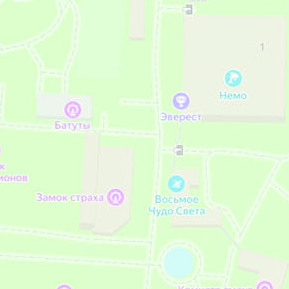 1
Немо
Эверест
Батуты
Замок страха
Восьмое
Чудо Света